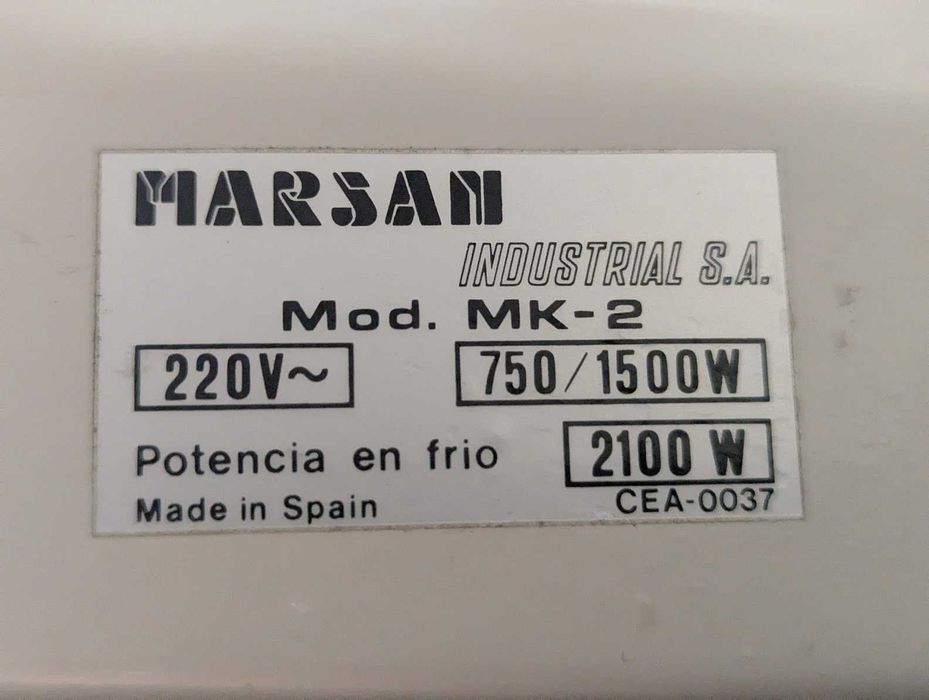 MARSAN
INDUSTRIAL S.A.
Mod. MK-2
220V~ 750/1500W
Potencia en frio 2100 W
Made in Spain CEA-0037